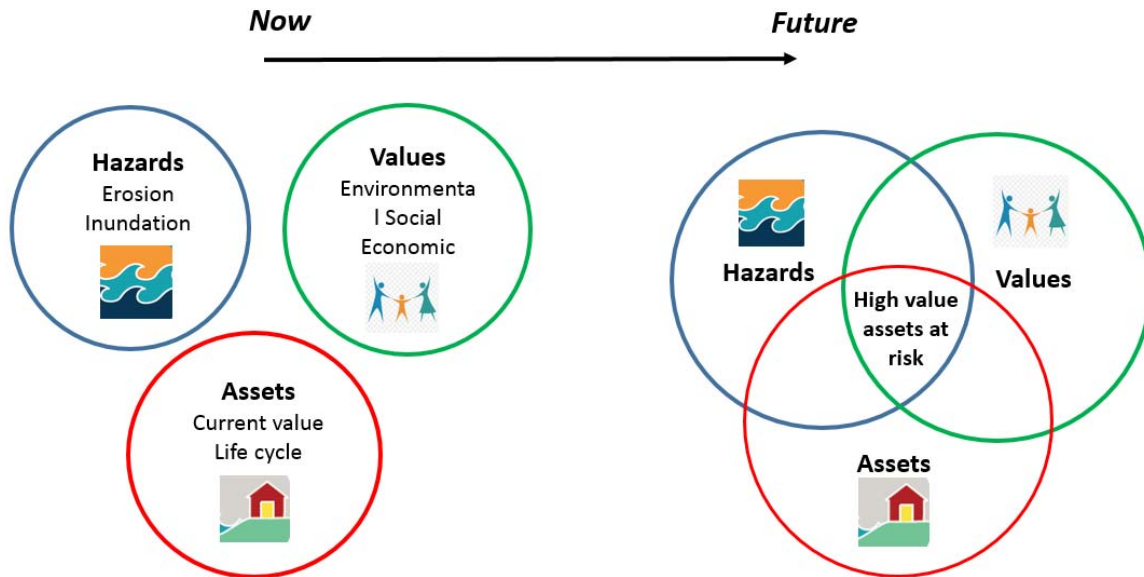 Now
Future
Hazards
Erosion
Inundation
Values
Environmenta
l Social
Economic
Assets
Current value
Life cycle
Hazards
Values
High value
assets at
risk
Assets